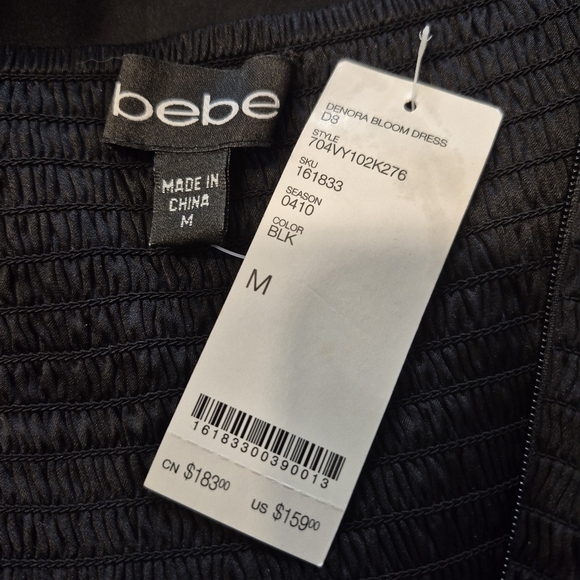 bebe
MADE IN
CHINA
M
DENORA BLOOM DRESS
D8
STYLE
704VY102K276
SKU
161833
SEASON
0410
COLOR
BLK
M
16183300390013
CN $183.00
US $159.00